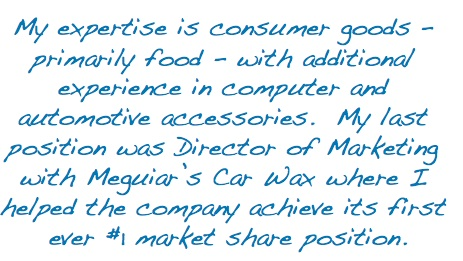 My expertise is consumer goods -
primarily food - with additional
experience in computer and
automotive accessories.  My last
position was Director of Marketing
with Meguiar's Car Wax where I
helped the company achieve its first
ever #1 market share position.